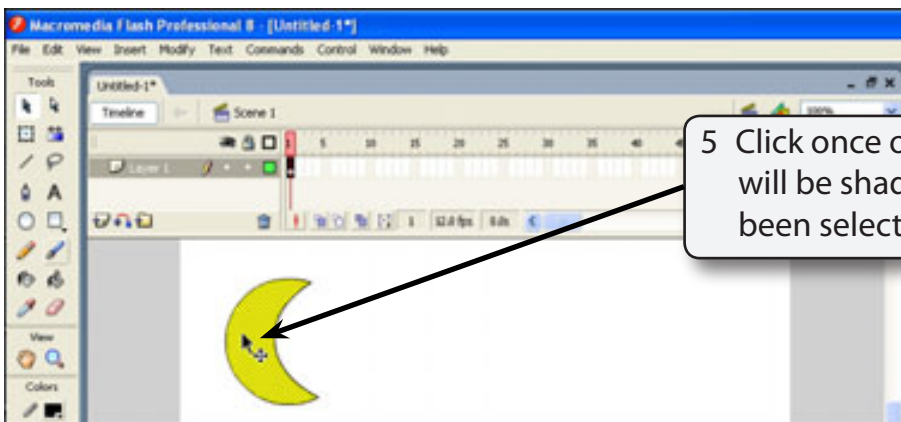 Macromedia Flash Professional 8 - [Untitled-1*]
File Edit View Insert Modify Text Commands Control Window Help
Tools
Untitled-1*
Timeline Scene 1 100%
1 5 10 15 20 25 30 35 40
Layer 1
1 12.0 fps 0.0s
5 Click once o
will be shad
been select
View
Colors